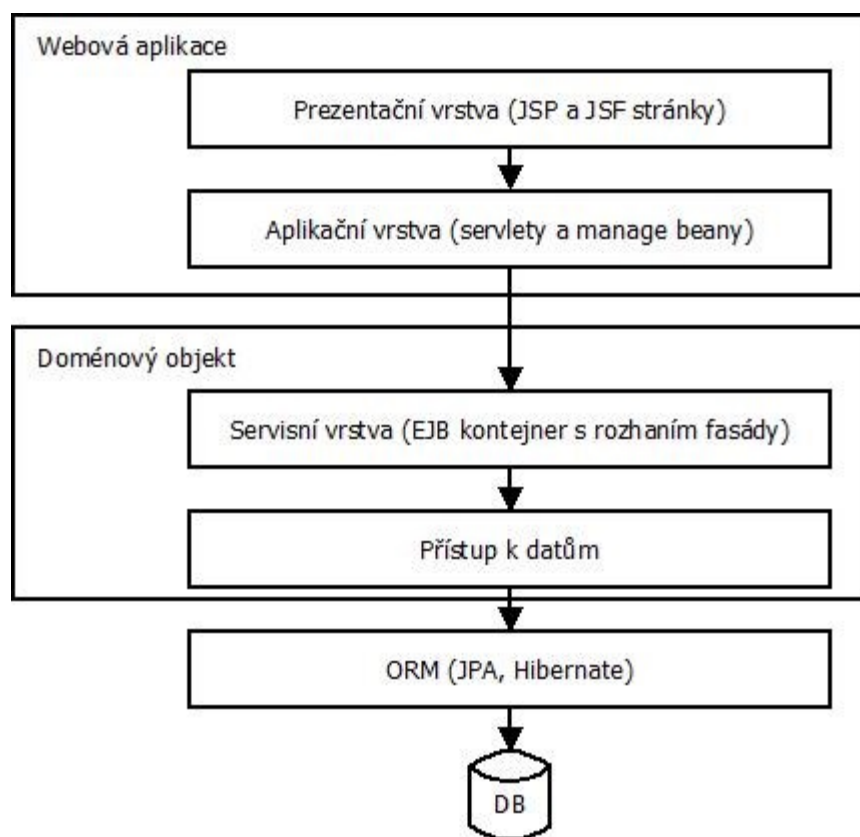 Webová aplikace
Prezentační vrstva (JSP a JSF stránky)
Aplikační vrstva (servlety a manage beany)
Doménový objekt
Servisní vrstva (EJB kontejner s rozhaním fasády)
Přístup k datům
ORM (JPA, Hibernate)
DB